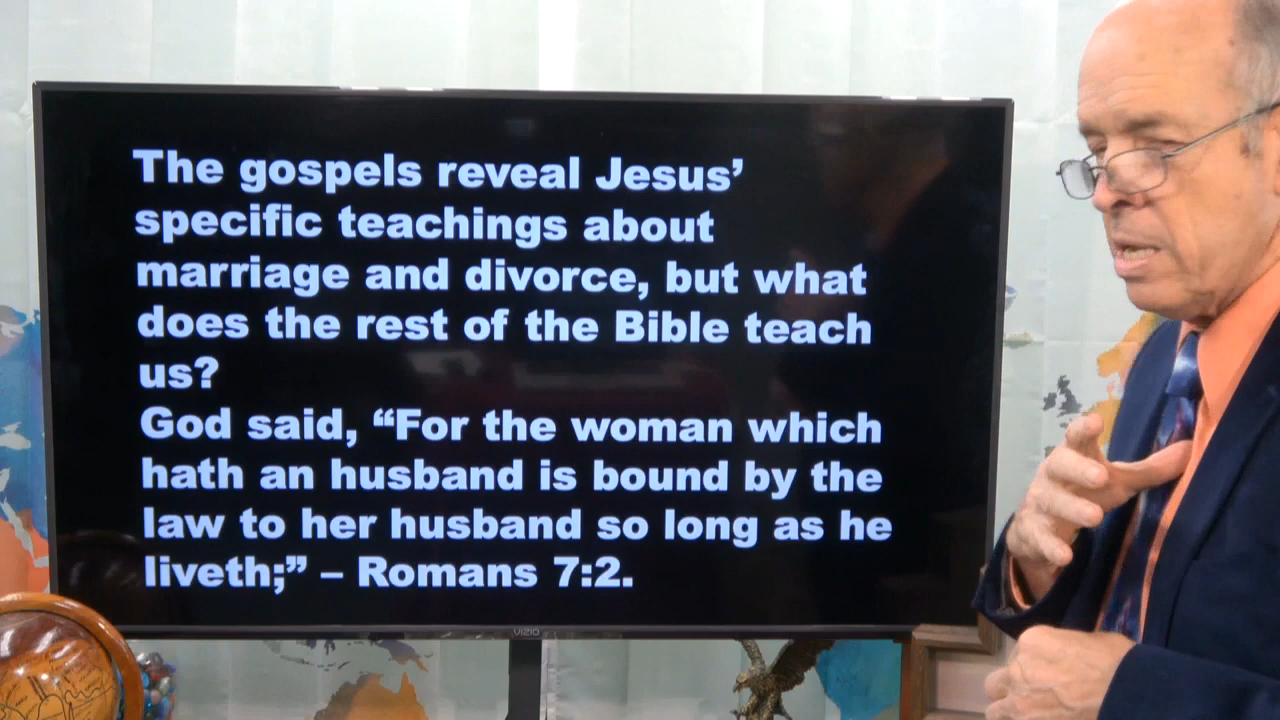 The gospels reveal Jesus’
specific teachings about
marriage and divorce, but what
does the rest of the Bible teach
us?
God said, “For the woman which
hath an husband is bound by the
law to her husband so long as he
liveth;” – Romans 7:2.
VIZIO